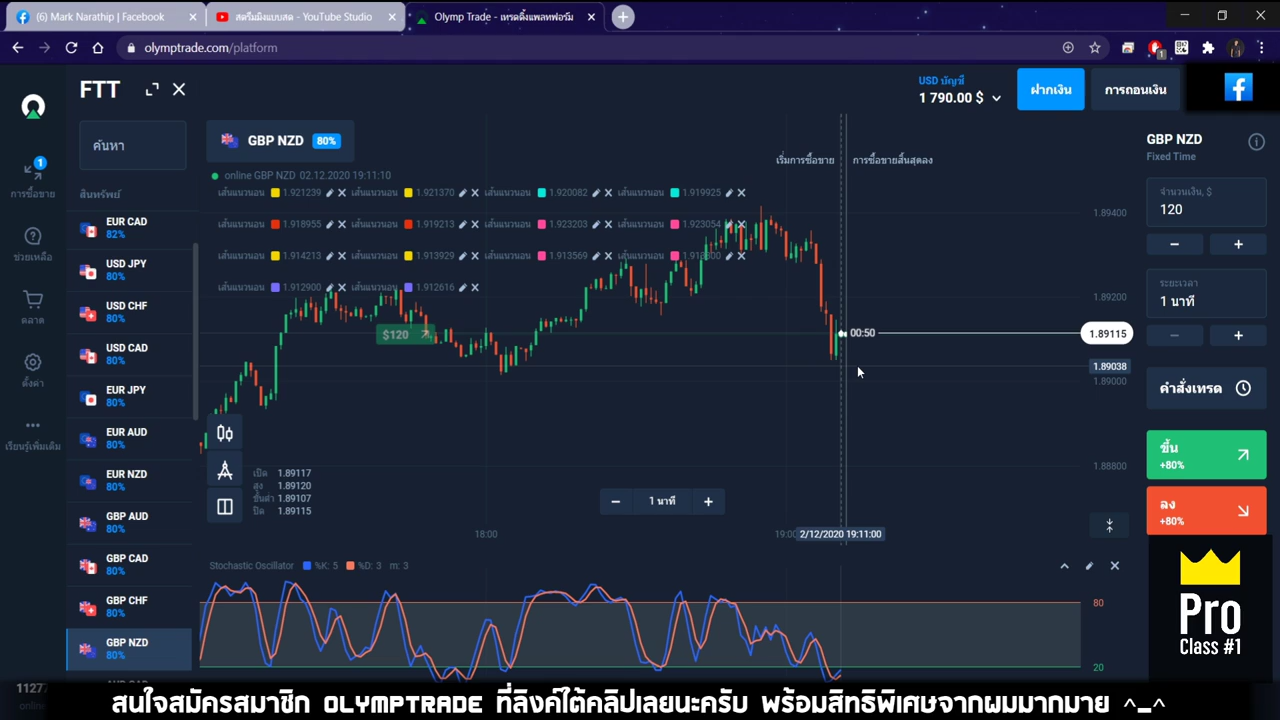 (6) Mark Narathip | Facebook
สตรีมมิงแบบสด - YouTube Studio
Olymp Trade - เทรดดิ้งแพลทฟอร์ม
olymptrade.com/platform
FTT
USD บัญชี
1 790.00 $
ฝากเงิน
การถอนเงิน
1
การซื้อขาย
ช่วยเหลือ
ตลาด
ตั้งค่า
เรียนรู้เพิ่มเติม
ค้นหา
สินทรัพย์
EUR CAD
82%
USD JPY
80%
USD CHF
80%
USD CAD
80%
EUR JPY
80%
EUR AUD
80%
EUR NZD
80%
GBP AUD
80%
GBP CAD
80%
GBP CHF
80%
GBP NZD
80%
GBP NZD 80%
online GBP NZD 02.12.2020 19:11:10
เริ่มการซื้อขาย
การซื้อขายสิ้นสุดลง
เส้นแนวนอน 1.921239 เส้นแนวนอน 1.921370 เส้นแนวนอน 1.920082 เส้นแนวนอน 1.919925
เส้นแนวนอน 1.918955 เส้นแนวนอน 1.919213 เส้นแนวนอน 1.923203 เส้นแนวนอน 1.923054
เส้นแนวนอน 1.914213 เส้นแนวนอน 1.913929 เส้นแนวนอน 1.913569 เส้นแนวนอน
เส้นแนวนอน 1.912900 เส้นแนวนอน 1.912616
$120
00:50
1.89400
1.89200
1.89115
1.89038
1.89000
1.88800
เปิด 1.89117
สูง 1.89120
ขั้นต่ำ 1.89107
ปิด 1.89115
1 นาที
18:00
19:00
2/12/2020 19:11:00
Stochastic Oscillator %K: 5 %D: 3 m: 3
80
20
GBP NZD
Fixed Time
จำนวนเงิน, $
120
ระยะเวลา
1 นาที
คำสั่งเทรด
ขึ้น
+80%
ลง
+80%
Pro
Class #1
สนใจสมัครสมาชิก OLYMPTRADE ที่ลิงค์ใต้คลิปเลยนะครับ พร้อมสิทธิพิเศษจากผมมากมาย ^_^